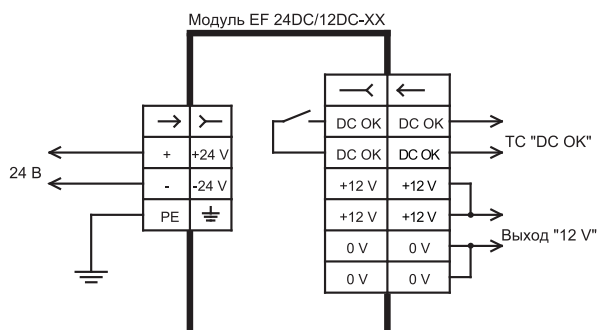 Модуль EF 24DC/12DC-XX
DC OK DC OK
DC OK DC OK
ТС "DC OK"
+ +24 V
24 В
- -24 V
+12 V +12 V
PE
+12 V +12 V
Выход "12 V"
0 V 0 V
0 V 0 V